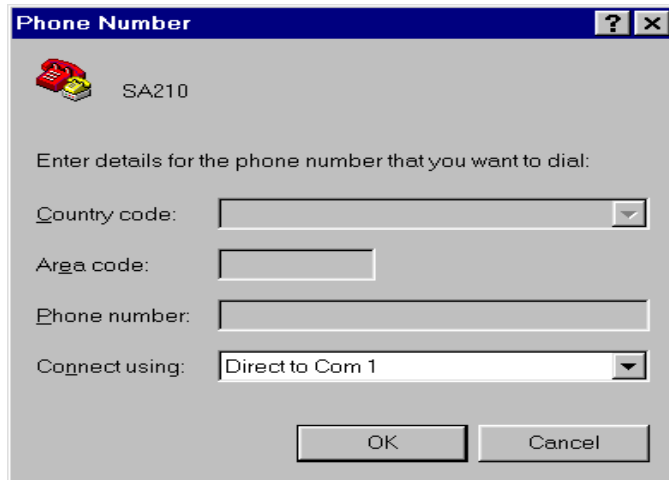 Phone Number
SA210
Enter details for the phone number that you want to dial:
Country code:
Area code:
Phone number:
Connect using: Direct to Com 1
OK Cancel